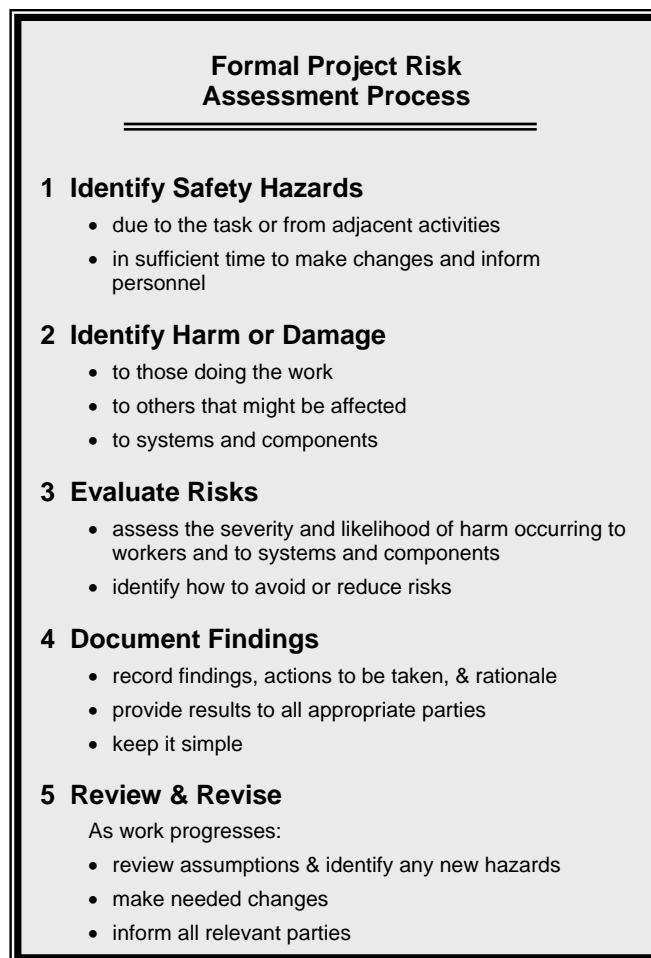 Formal Project Risk
Assessment Process
1 Identify Safety Hazards
• due to the task or from adjacent activities
• in sufficient time to make changes and inform
personnel
2 Identify Harm or Damage
• to those doing the work
• to others that might be affected
• to systems and components
3 Evaluate Risks
• assess the severity and likelihood of harm occurring to
workers and to systems and components
• identify how to avoid or reduce risks
4 Document Findings
• record findings, actions to be taken, & rationale
• provide results to all appropriate parties
• keep it simple
5 Review & Revise
As work progresses:
• review assumptions & identify any new hazards
• make needed changes
• inform all relevant parties